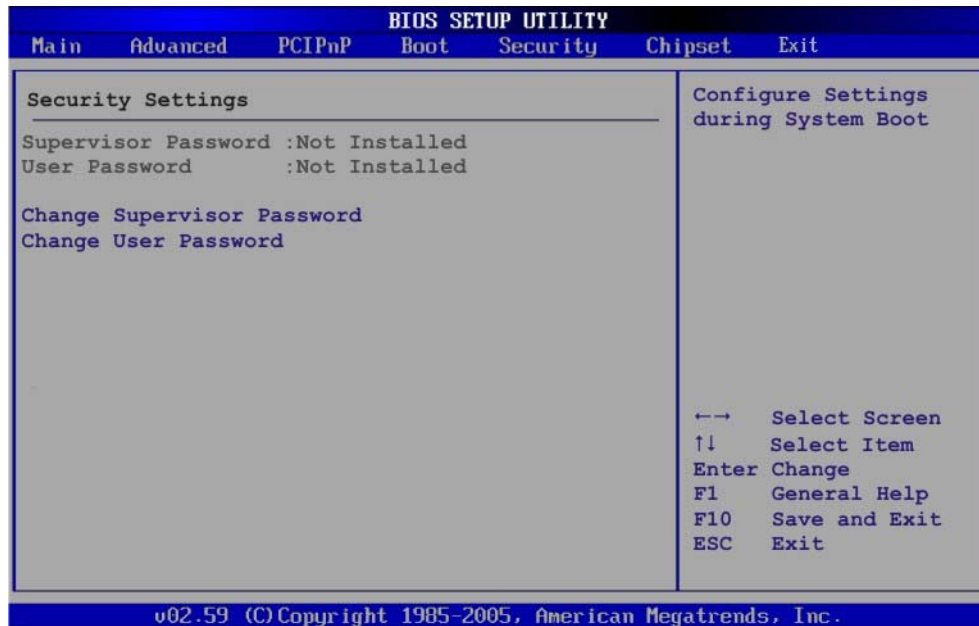 BIOS SETUP UTILITY
Main Advanced PCIPnP Boot Security Chipset Exit
Security Settings
Supervisor Password :Not Installed
User Password :Not Installed
Change Supervisor Password
Change User Password
Configure Settings
during System Boot
←→ Select Screen
↑↓ Select Item
Enter Change
F1 General Help
F10 Save and Exit
ESC Exit
v02.59 (C)Copyright 1985-2005, American Megatrends, Inc.